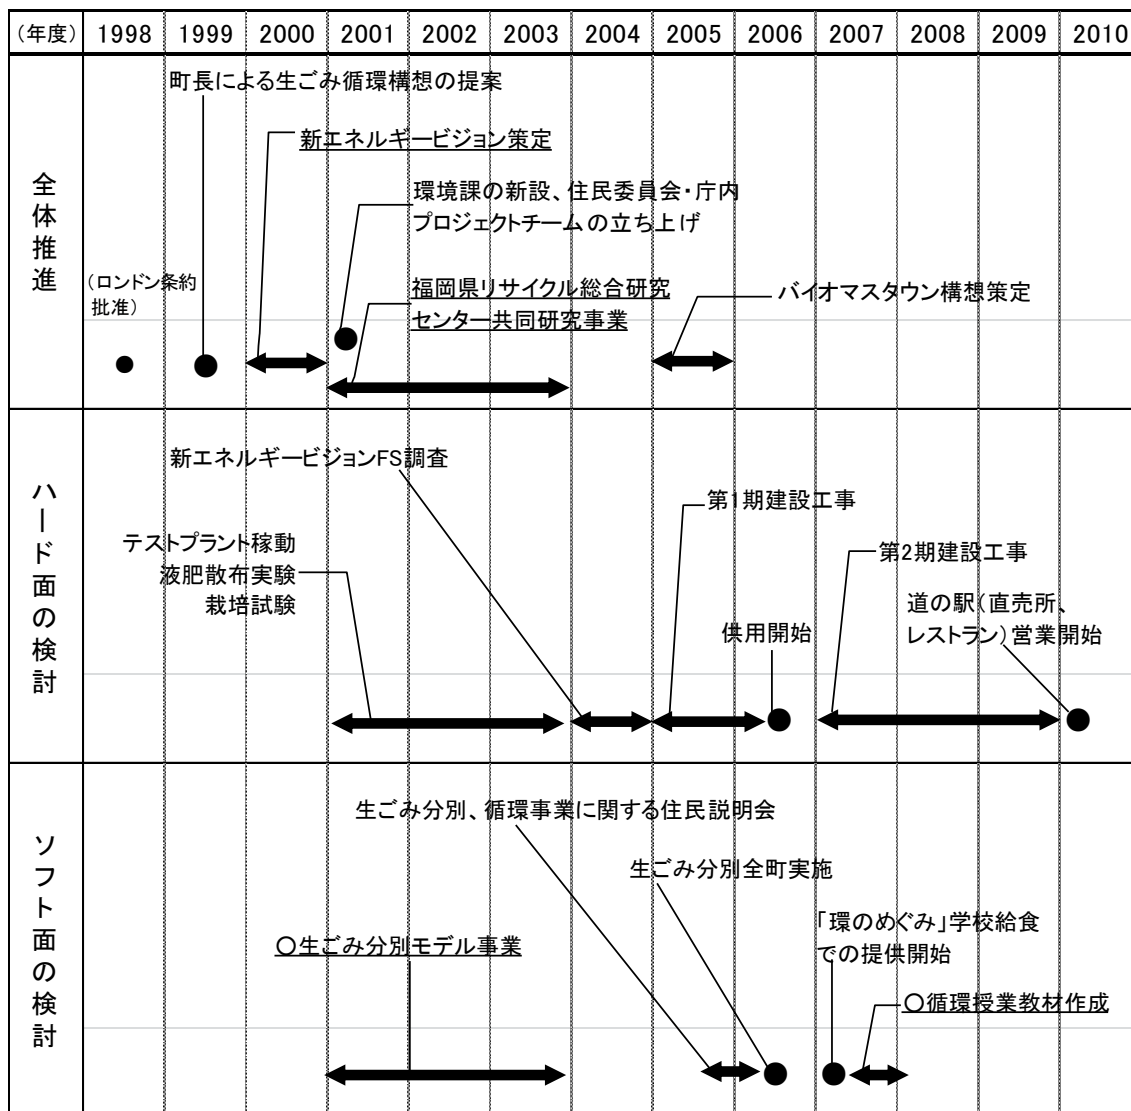 (年度) 1998 1999 2000 2001 2002 2003 2004 2005 2006 2007 2008 2009 2010
全体推進
町長による生ごみ循環構想の提案
新エネルギービジョン策定
環境課の新設、住民委員会・庁内
プロジェクトチームの立ち上げ
(ロンドン条約
批准)
福岡県リサイクル総合研究
センター共同研究事業
バイオマスタウン構想策定
ハード面の検討
新エネルギービジョンFS調査
第1期建設工事
テストプラント稼動
液肥散布実験
栽培試験
第2期建設工事
供用開始
道の駅(直売所、
レストラン)営業開始
ソフト面の検討
生ごみ分別、循環事業に関する住民説明会
生ごみ分別全町実施
「環のめぐみ」学校給食
での提供開始
〇生ごみ分別モデル事業
〇循環授業教材作成